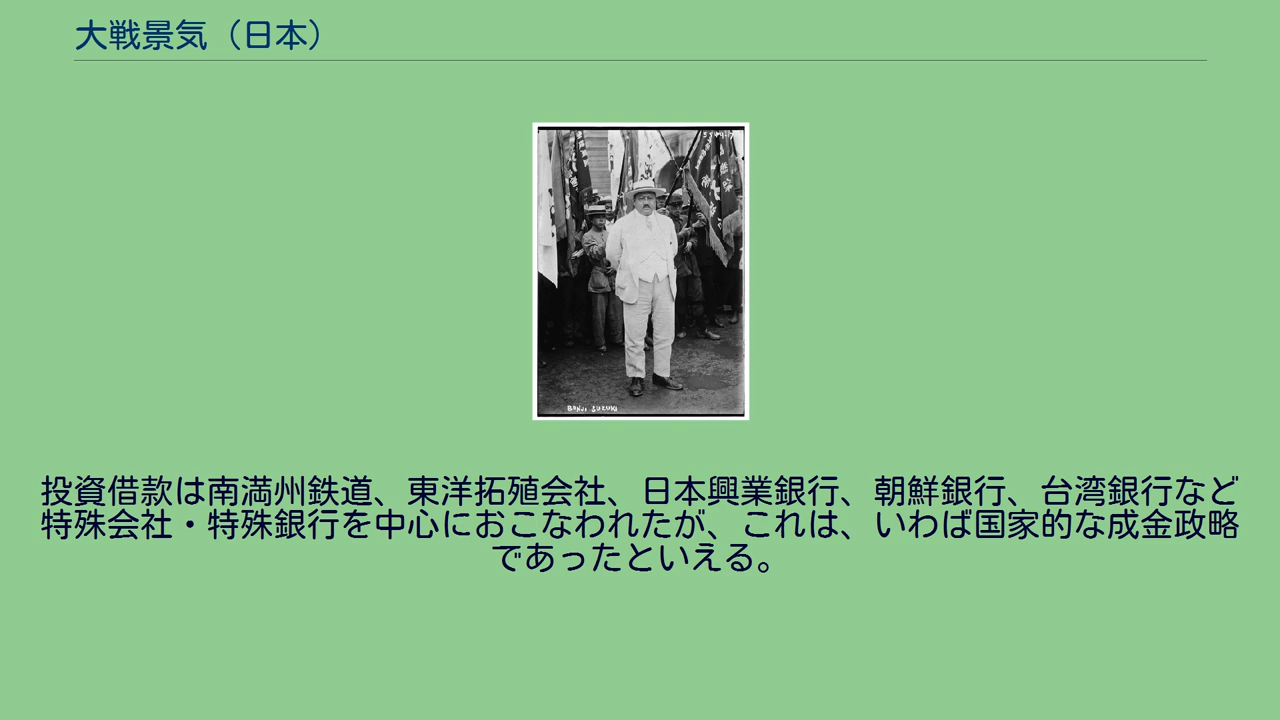 大戦景気（日本）
BUNJI SUZUKI
投資借款は南満州鉄道、東洋拓殖会社、日本興業銀行、朝鮮銀行、台湾銀行など
特殊会社・特殊銀行を中心におこなわれたが、これは、いわば国家的な成金政略
であったといえる。